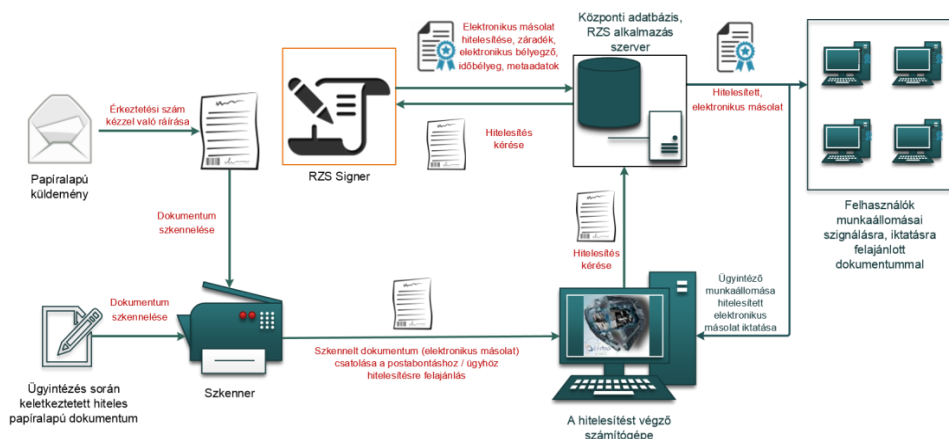 Elektronikus másolat
hitelesítése, záradék,
elektronikus bélyegző,
időbélyeg, metaadatok
Központi adatbázis,
RZS alkalmazás
szerver
Érkeztetési szám
kézzel való ráírása
Hitelesített,
elektronikus másolat
Hitelesítés
kérése
Papíralapú
küldemény
RZS Signer
Dokumentum
szkennelése
Felhasználók
munkaállomásai
szignálásra, iktatásra
felajánlott
dokumentummal
Hitelesítés
kérése
Ügyintéző
munkaállomása
hitelesített
elektronikus
másolat iktatása
Dokumentum
szkennelése
Szkennelt dokumentum (elektronikus másolat)
csatolása a postabontáshoz / ügyhöz
hitelesítésre felajánlás
Ügyintézés során
keletkeztetett hiteles
papíralapú dokumentum
Szkenner
A hitelesítést végző
számítógépe